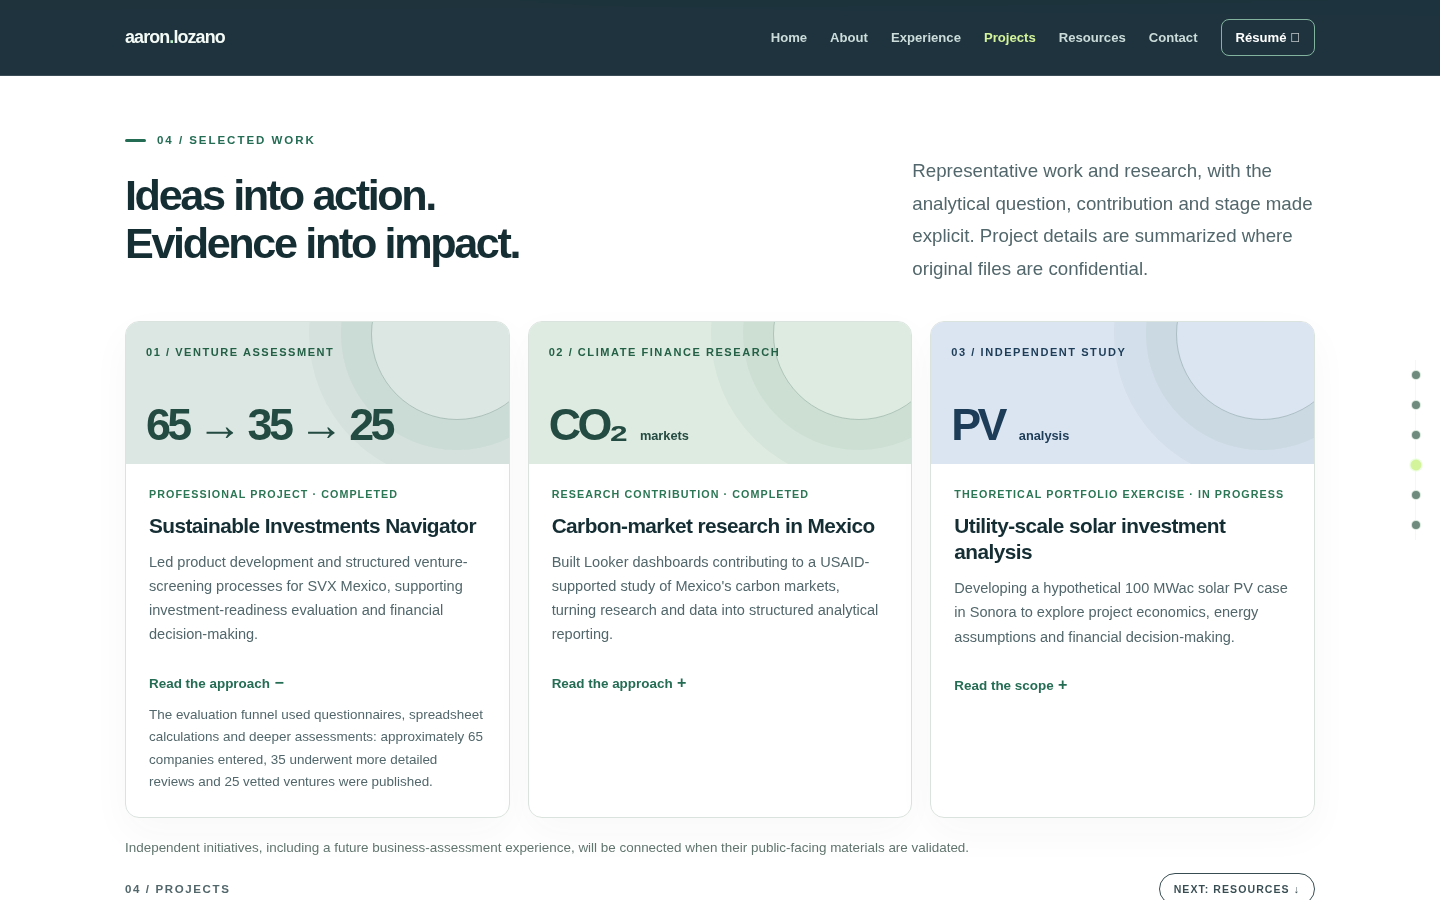 aaron.lozano
Home About Experience Projects Resources Contact Résumé
04 / SELECTED WORK
Ideas into action.
Evidence into impact.
Representative work and research, with the
analytical question, contribution and stage made
explicit. Project details are summarized where
original files are confidential.
01 / VENTURE ASSESSMENT
65 → 35 → 25
PROFESSIONAL PROJECT · COMPLETED
Sustainable Investments Navigator
Led product development and structured venture-
screening processes for SVX Mexico, supporting
investment-readiness evaluation and financial
decision-making.
Read the approach −
The evaluation funnel used questionnaires, spreadsheet
calculations and deeper assessments: approximately 65
companies entered, 35 underwent more detailed
reviews and 25 vetted ventures were published.
02 / CLIMATE FINANCE RESEARCH
CO₂ markets
RESEARCH CONTRIBUTION · COMPLETED
Carbon-market research in Mexico
Built Looker dashboards contributing to a USAID-
supported study of Mexico's carbon markets,
turning research and data into structured analytical
reporting.
Read the approach +
03 / INDEPENDENT STUDY
PV analysis
THEORETICAL PORTFOLIO EXERCISE · IN PROGRESS
Utility-scale solar investment
analysis
Developing a hypothetical 100 MWac solar PV case
in Sonora to explore project economics, energy
assumptions and financial decision-making.
Read the scope +
Independent initiatives, including a future business-assessment experience, will be connected when their public-facing materials are validated.
04 / PROJECTS
NEXT: RESOURCES ↓